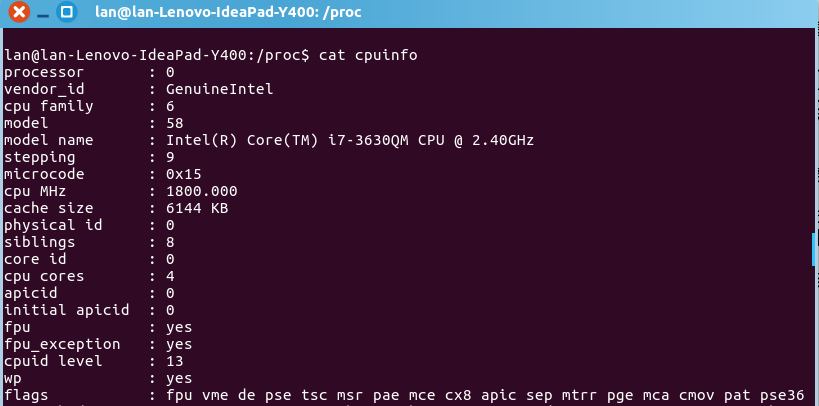 lan@lan-Lenovo-IdeaPad-Y400: /proc
lan@lan-Lenovo-IdeaPad-Y400:/proc$ cat cpuinfo
processor : 0
vendor_id : GenuineIntel
cpu family : 6
model : 58
model name : Intel(R) Core(TM) i7-3630QM CPU @ 2.40GHz
stepping : 9
microcode : 0x15
cpu MHz : 1800.000
cache size : 6144 KB
physical id : 0
siblings : 8
core id : 0
cpu cores : 4
apicid : 0
initial apicid : 0
fpu : yes
fpu_exception : yes
cpuid level : 13
wp : yes
flags : fpu vme de pse tsc msr pae mce cx8 apic sep mtrr pge mca cmov pat pse36